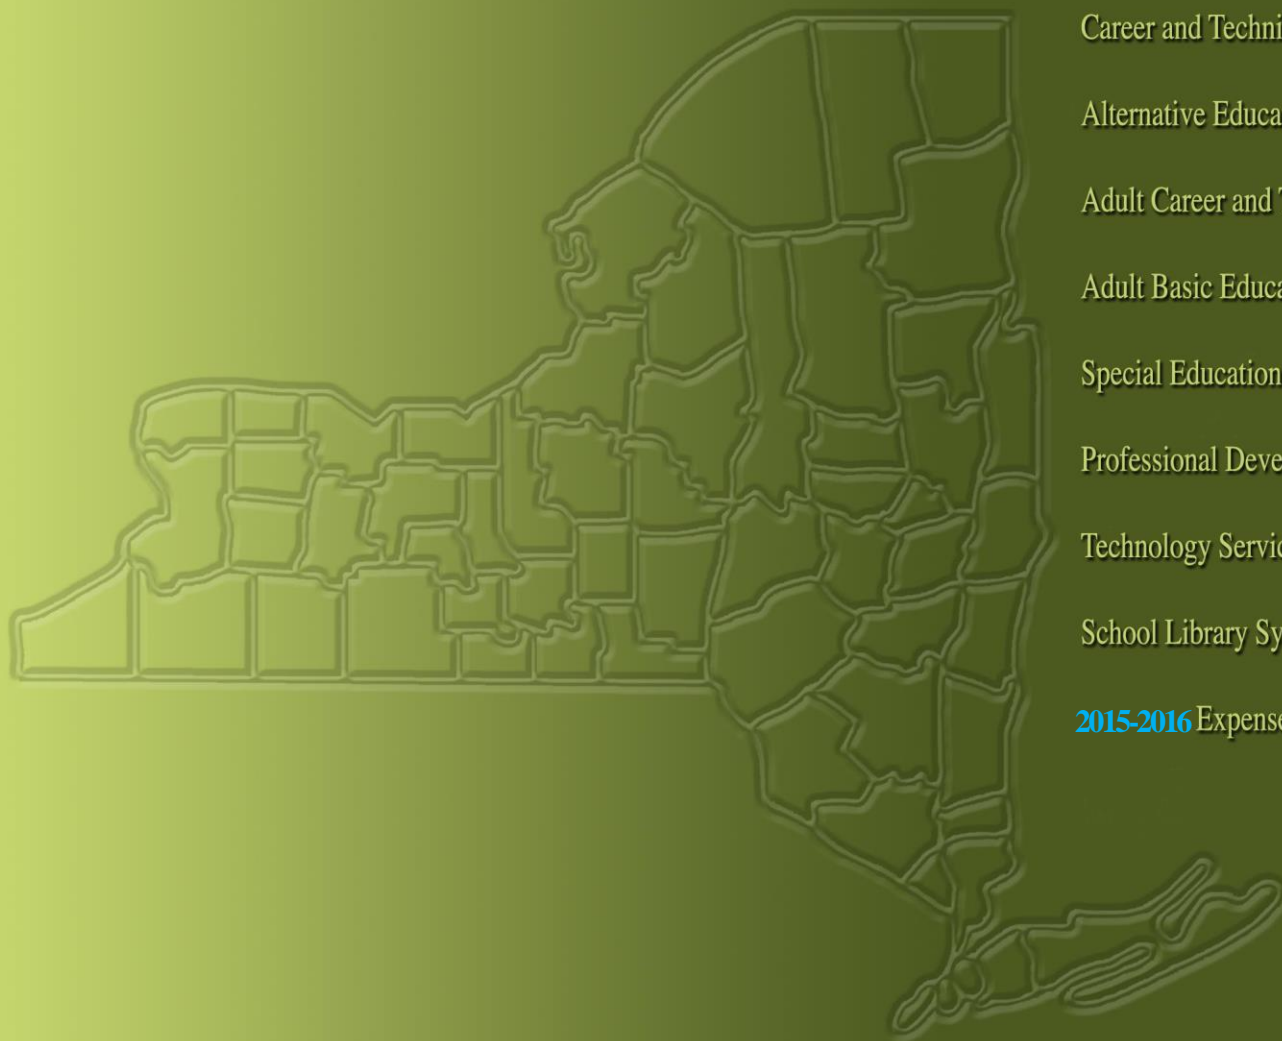 Career and Techni
Alternative Educa
Adult Career and
Adult Basic Educa
Special Education
Professional Deve
Technology Servic
School Library Sy
2015-2016 Expense